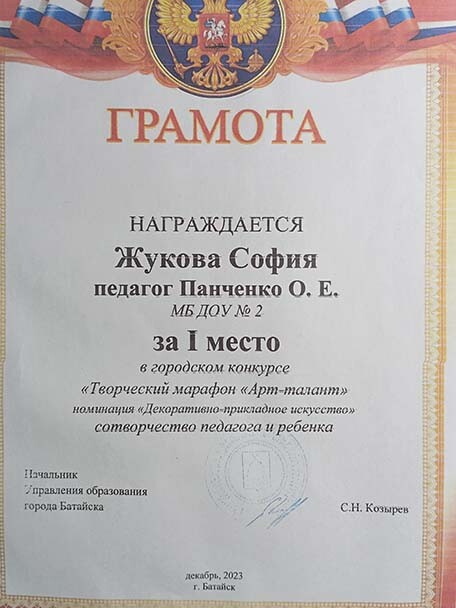 ГРАМОТА
НАГРАЖДАЕТСЯ
Жукова София
педагог Панченко О. Е.
МБ ДОУ № 2
за I место
в городском конкурсе
«Творческий марафон «Арт-талант»
номинация «Декоративно-прикладное искусство»
сотворчество педагога и ребенка
Начальник
Управления образования
города Батайска
С.Н. Козырев
декабрь, 2023
г. Батайск